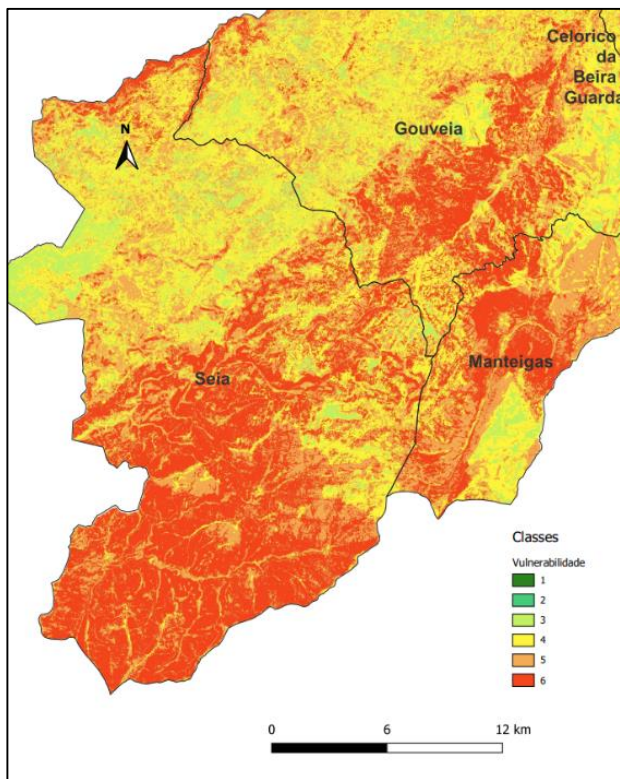 Celorico
da
Beira
Guarda
N
Gouveia
Manteigas
Seia
Classes
Vulnerabilidade
1
2
3
4
5
6
0 6 12 km